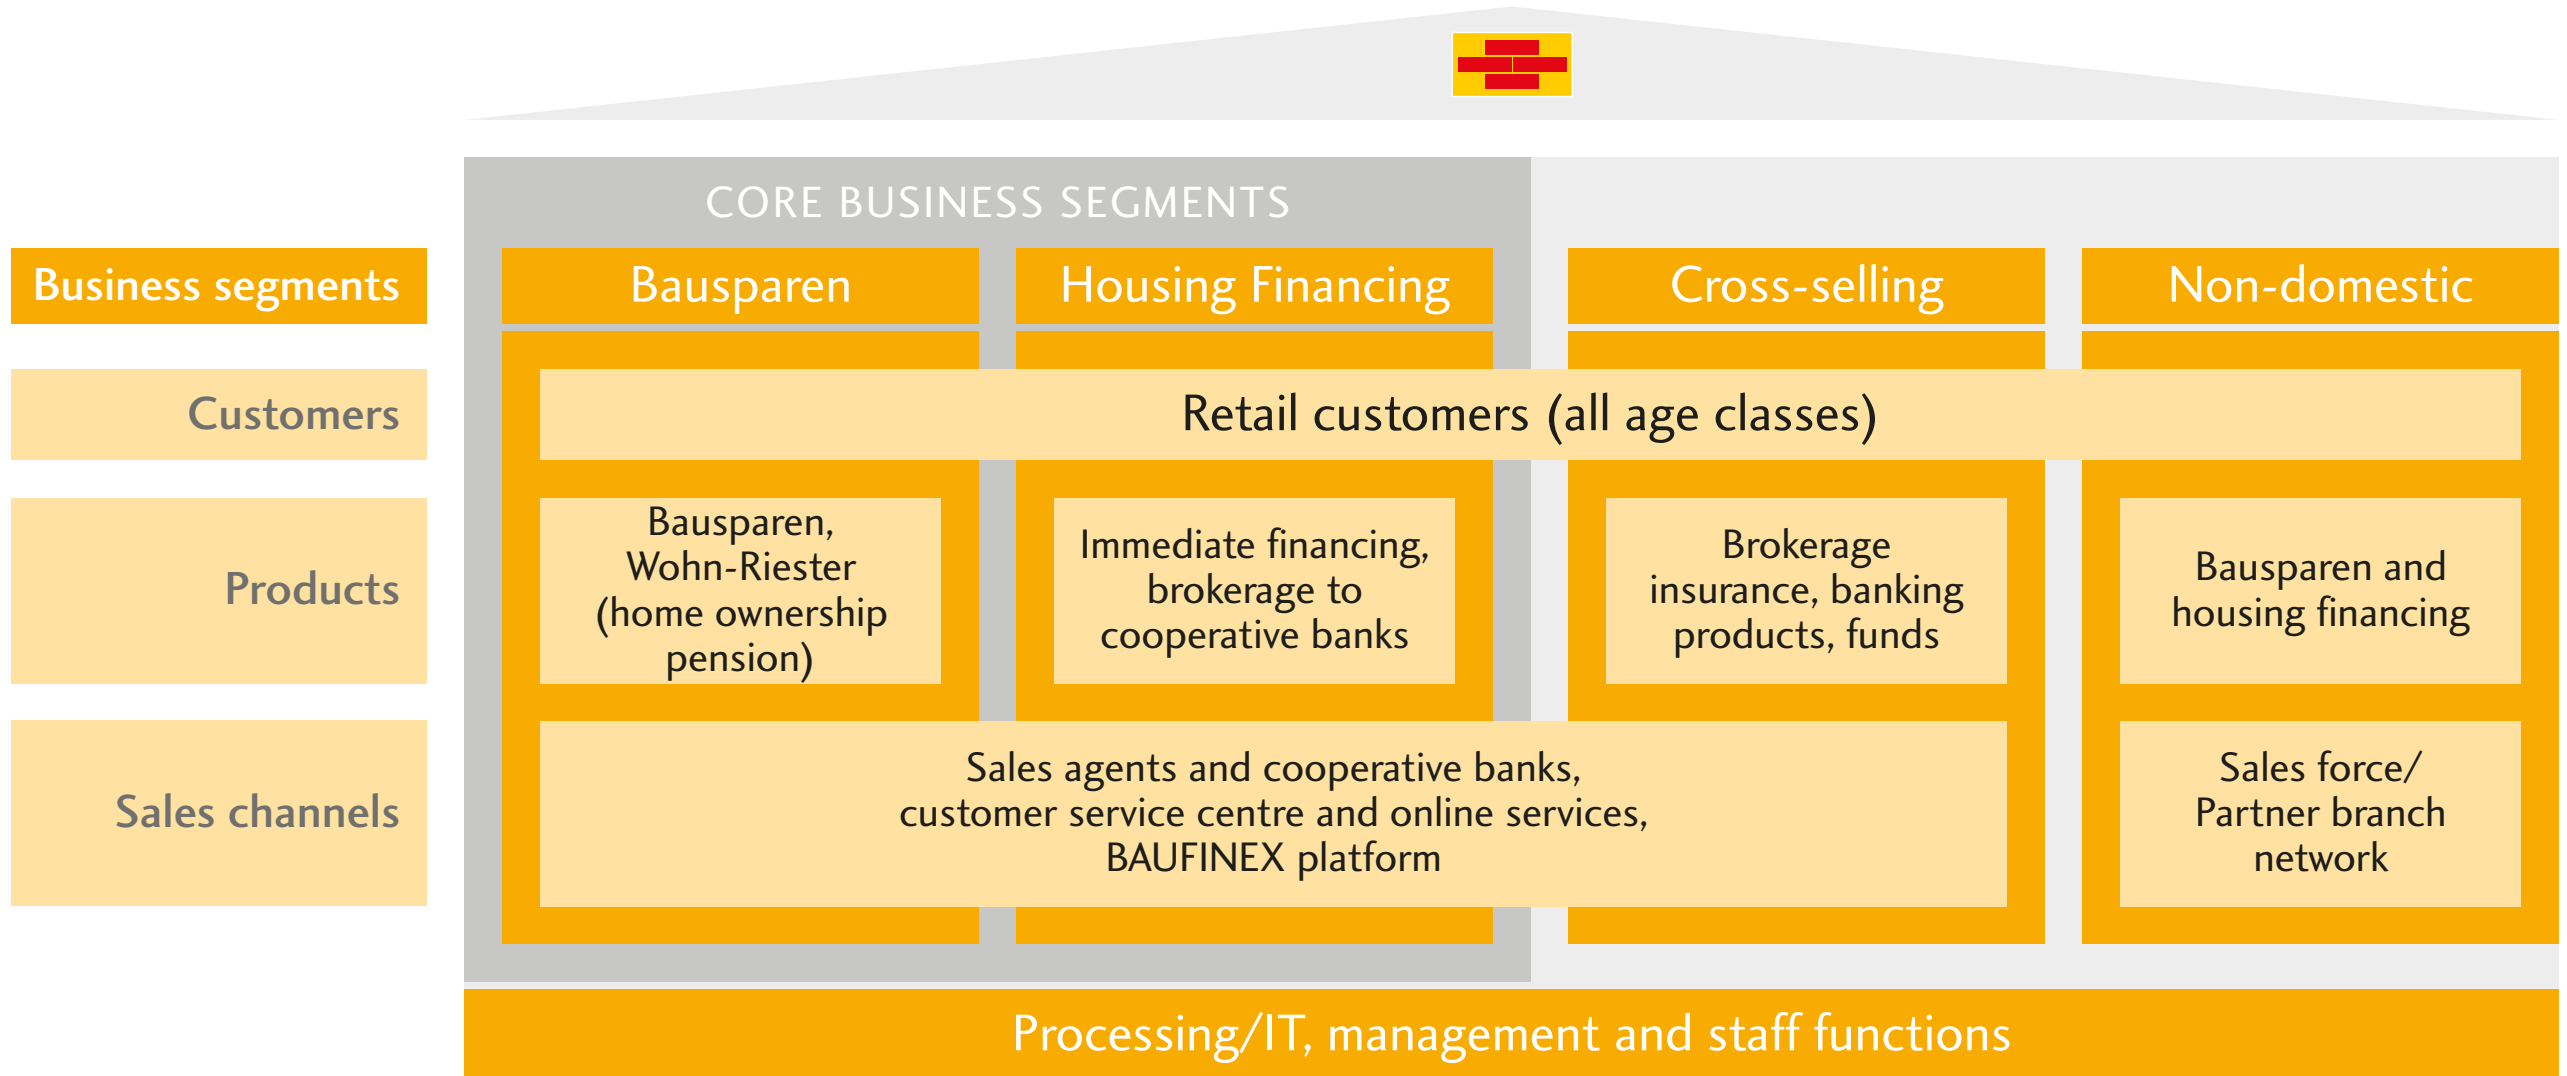 CORE BUSINESS SEGMENTS
Business segments
Bausparen
Housing Financing
Cross-selling
Non-domestic
Customers
Retail customers (all age classes)
Products
Bausparen,
Wohn-Riester
(home ownership
pension)
Immediate financing,
brokerage to
cooperative banks
Brokerage
insurance, banking
products, funds
Bausparen and
housing financing
Sales channels
Sales agents and cooperative banks,
customer service centre and online services,
BAUFINEX platform
Sales force/
Partner branch
network
Processing/IT, management and staff functions